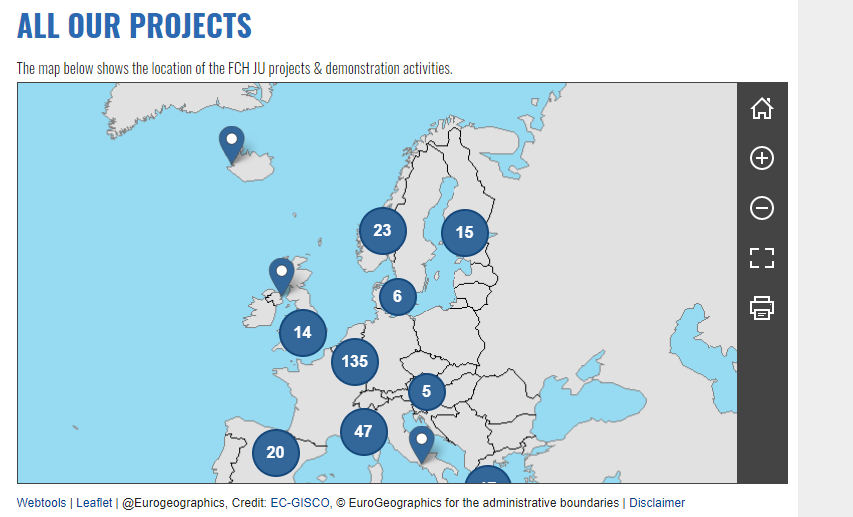 ALL OUR PROJECTS
The map below shows the location of the FCH JU projects & demonstration activities.
23
15
6
14
135
5
47
20
Webtools | Leaflet | @Eurogeographics, Credit: EC-GISCO, © EuroGeographics for the administrative boundaries | Disclaimer